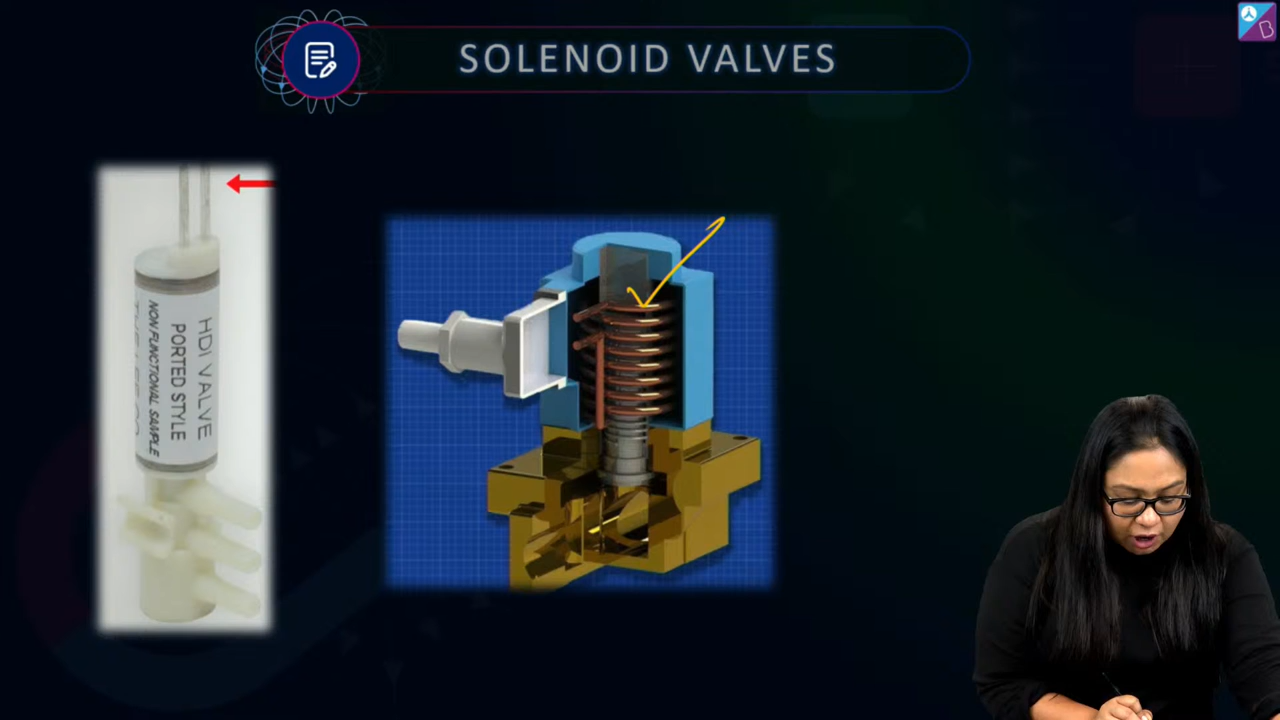 SOLENOID VALVES
HDI VALVE
PORTED STYLE
NON FUNCTIONAL SAMPLE
B